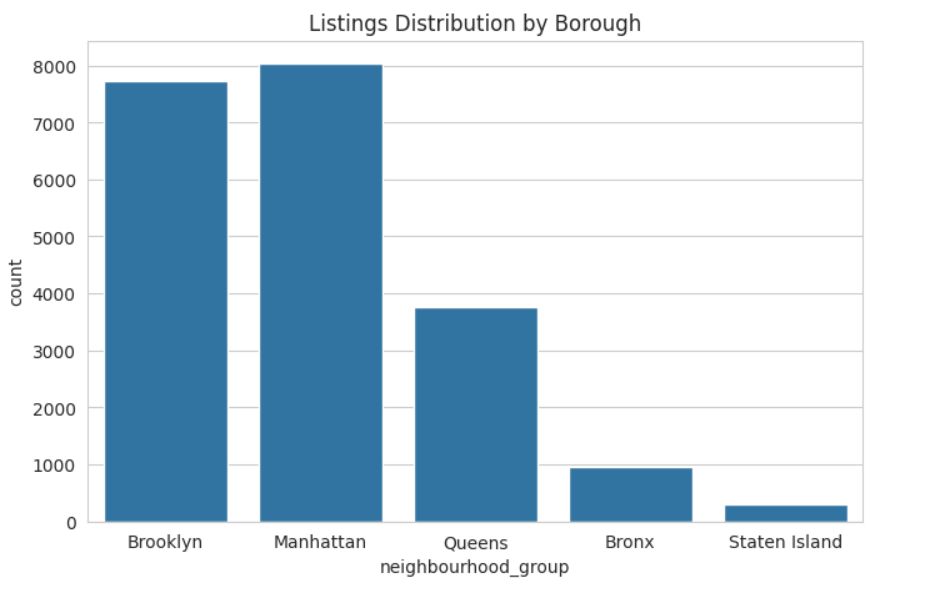 Listings Distribution by Borough
8000
7000
6000
5000
4000
3000
2000
1000
0
count
Brooklyn Manhattan Queens Bronx Staten Island
neighbourhood_group